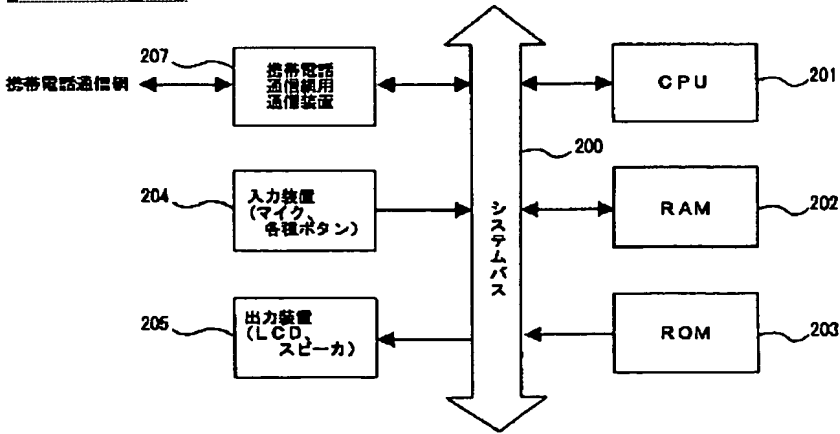 207
携帯電話通信網
携帯電話
通信網用
通信装置
CPU
201
200
204
入力装置
(マイク、
各種ボタン)
システムバス
RAM
202
205
出力装置
(LCD、
スピーカ)
ROM
203